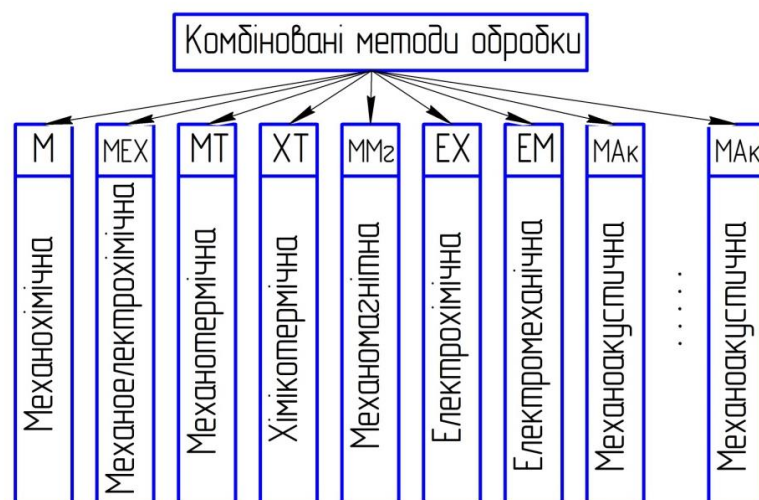 Комбіновані методи обробки
М
МЕХ
МТ
ХТ
ММг
ЕХ
ЕМ
МАк
МАк
Механохімічна
Механоелектрохімічна
Механотермічна
Хімікотермічна
Механомагнітна
Електрохімічна
Електромеханічна
Механоакустична
Механоакустична